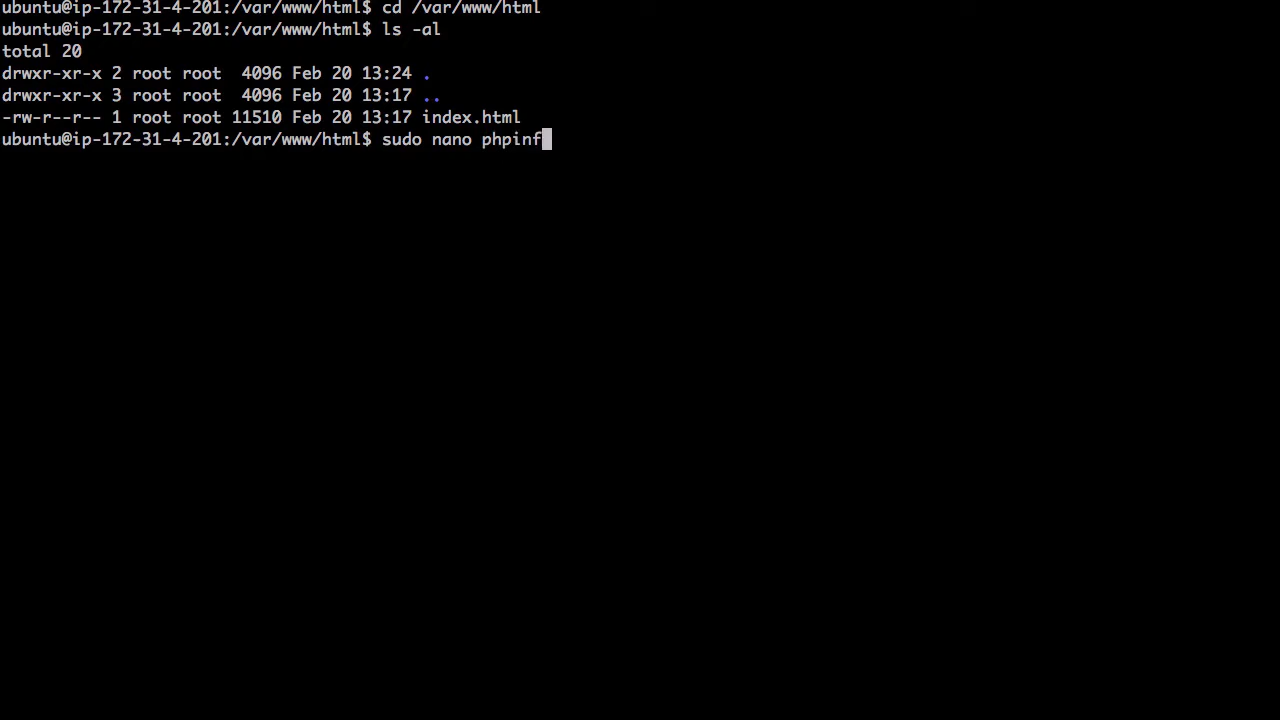 ubuntu@ip-172-31-4-201:/var/www/html$ cd /var/www/html
ubuntu@ip-172-31-4-201:/var/www/html$ ls -al
total 20
drwxr-xr-x 2 root root  4096 Feb 20 13:24 .
drwxr-xr-x 3 root root  4096 Feb 20 13:17 ..
-rw-r--r-- 1 root root 11510 Feb 20 13:17 index.html
ubuntu@ip-172-31-4-201:/var/www/html$ sudo nano phpinf